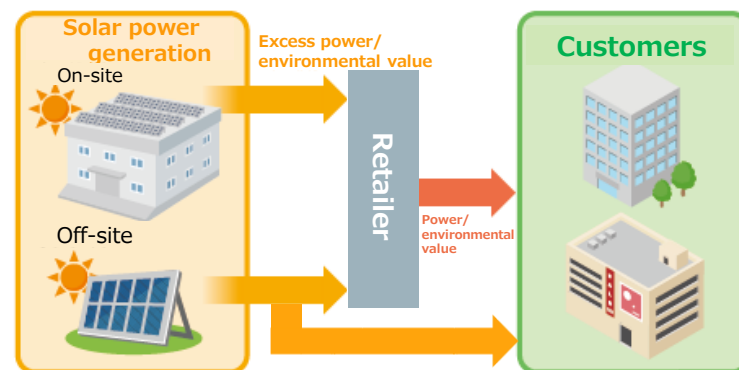 Solar power
generation
On-site
Off-site
Excess power/
environmental value
Retailer
Power/
environmental
value
Customers